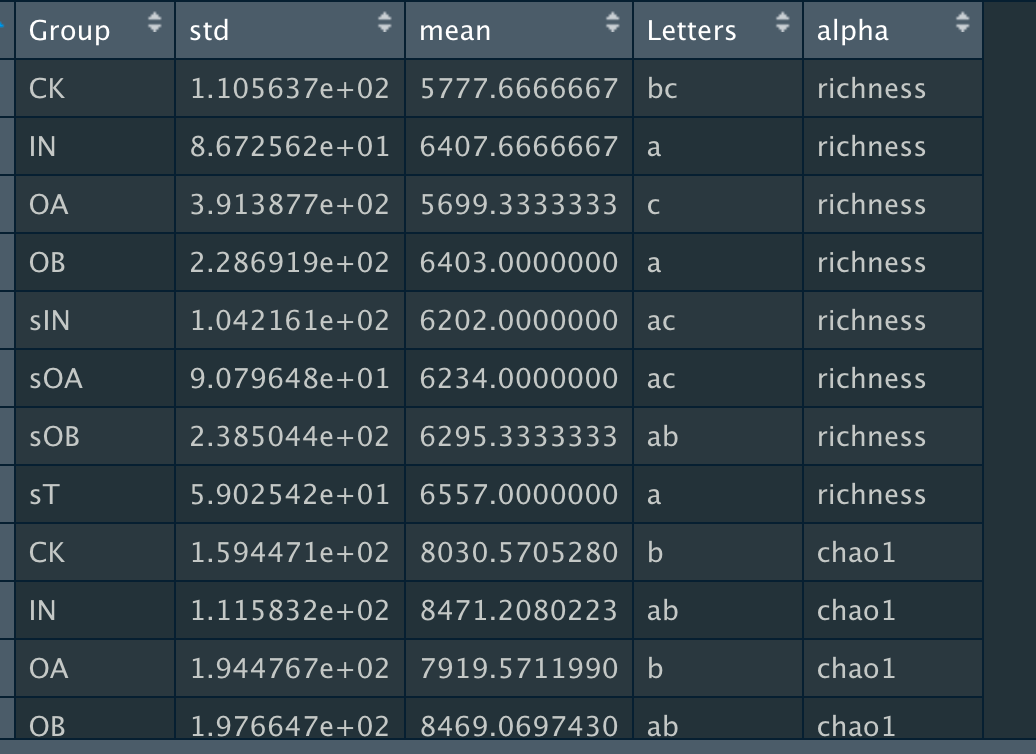 Group std mean Letters alpha
CK 1.105637e+02 5777.6666667 bc richness
IN 8.672562e+01 6407.6666667 a richness
OA 3.913877e+02 5699.3333333 c richness
OB 2.286919e+02 6403.0000000 a richness
sIN 1.042161e+02 6202.0000000 ac richness
sOA 9.079648e+01 6234.0000000 ac richness
sOB 2.385044e+02 6295.3333333 ab richness
sT 5.902542e+01 6557.0000000 a richness
CK 1.594471e+02 8030.5705280 b chao1
IN 1.115832e+02 8471.2080223 ab chao1
OA 1.944767e+02 7919.5711990 b chao1
OB 1.976647e+02 8469.0697430 ab chao1